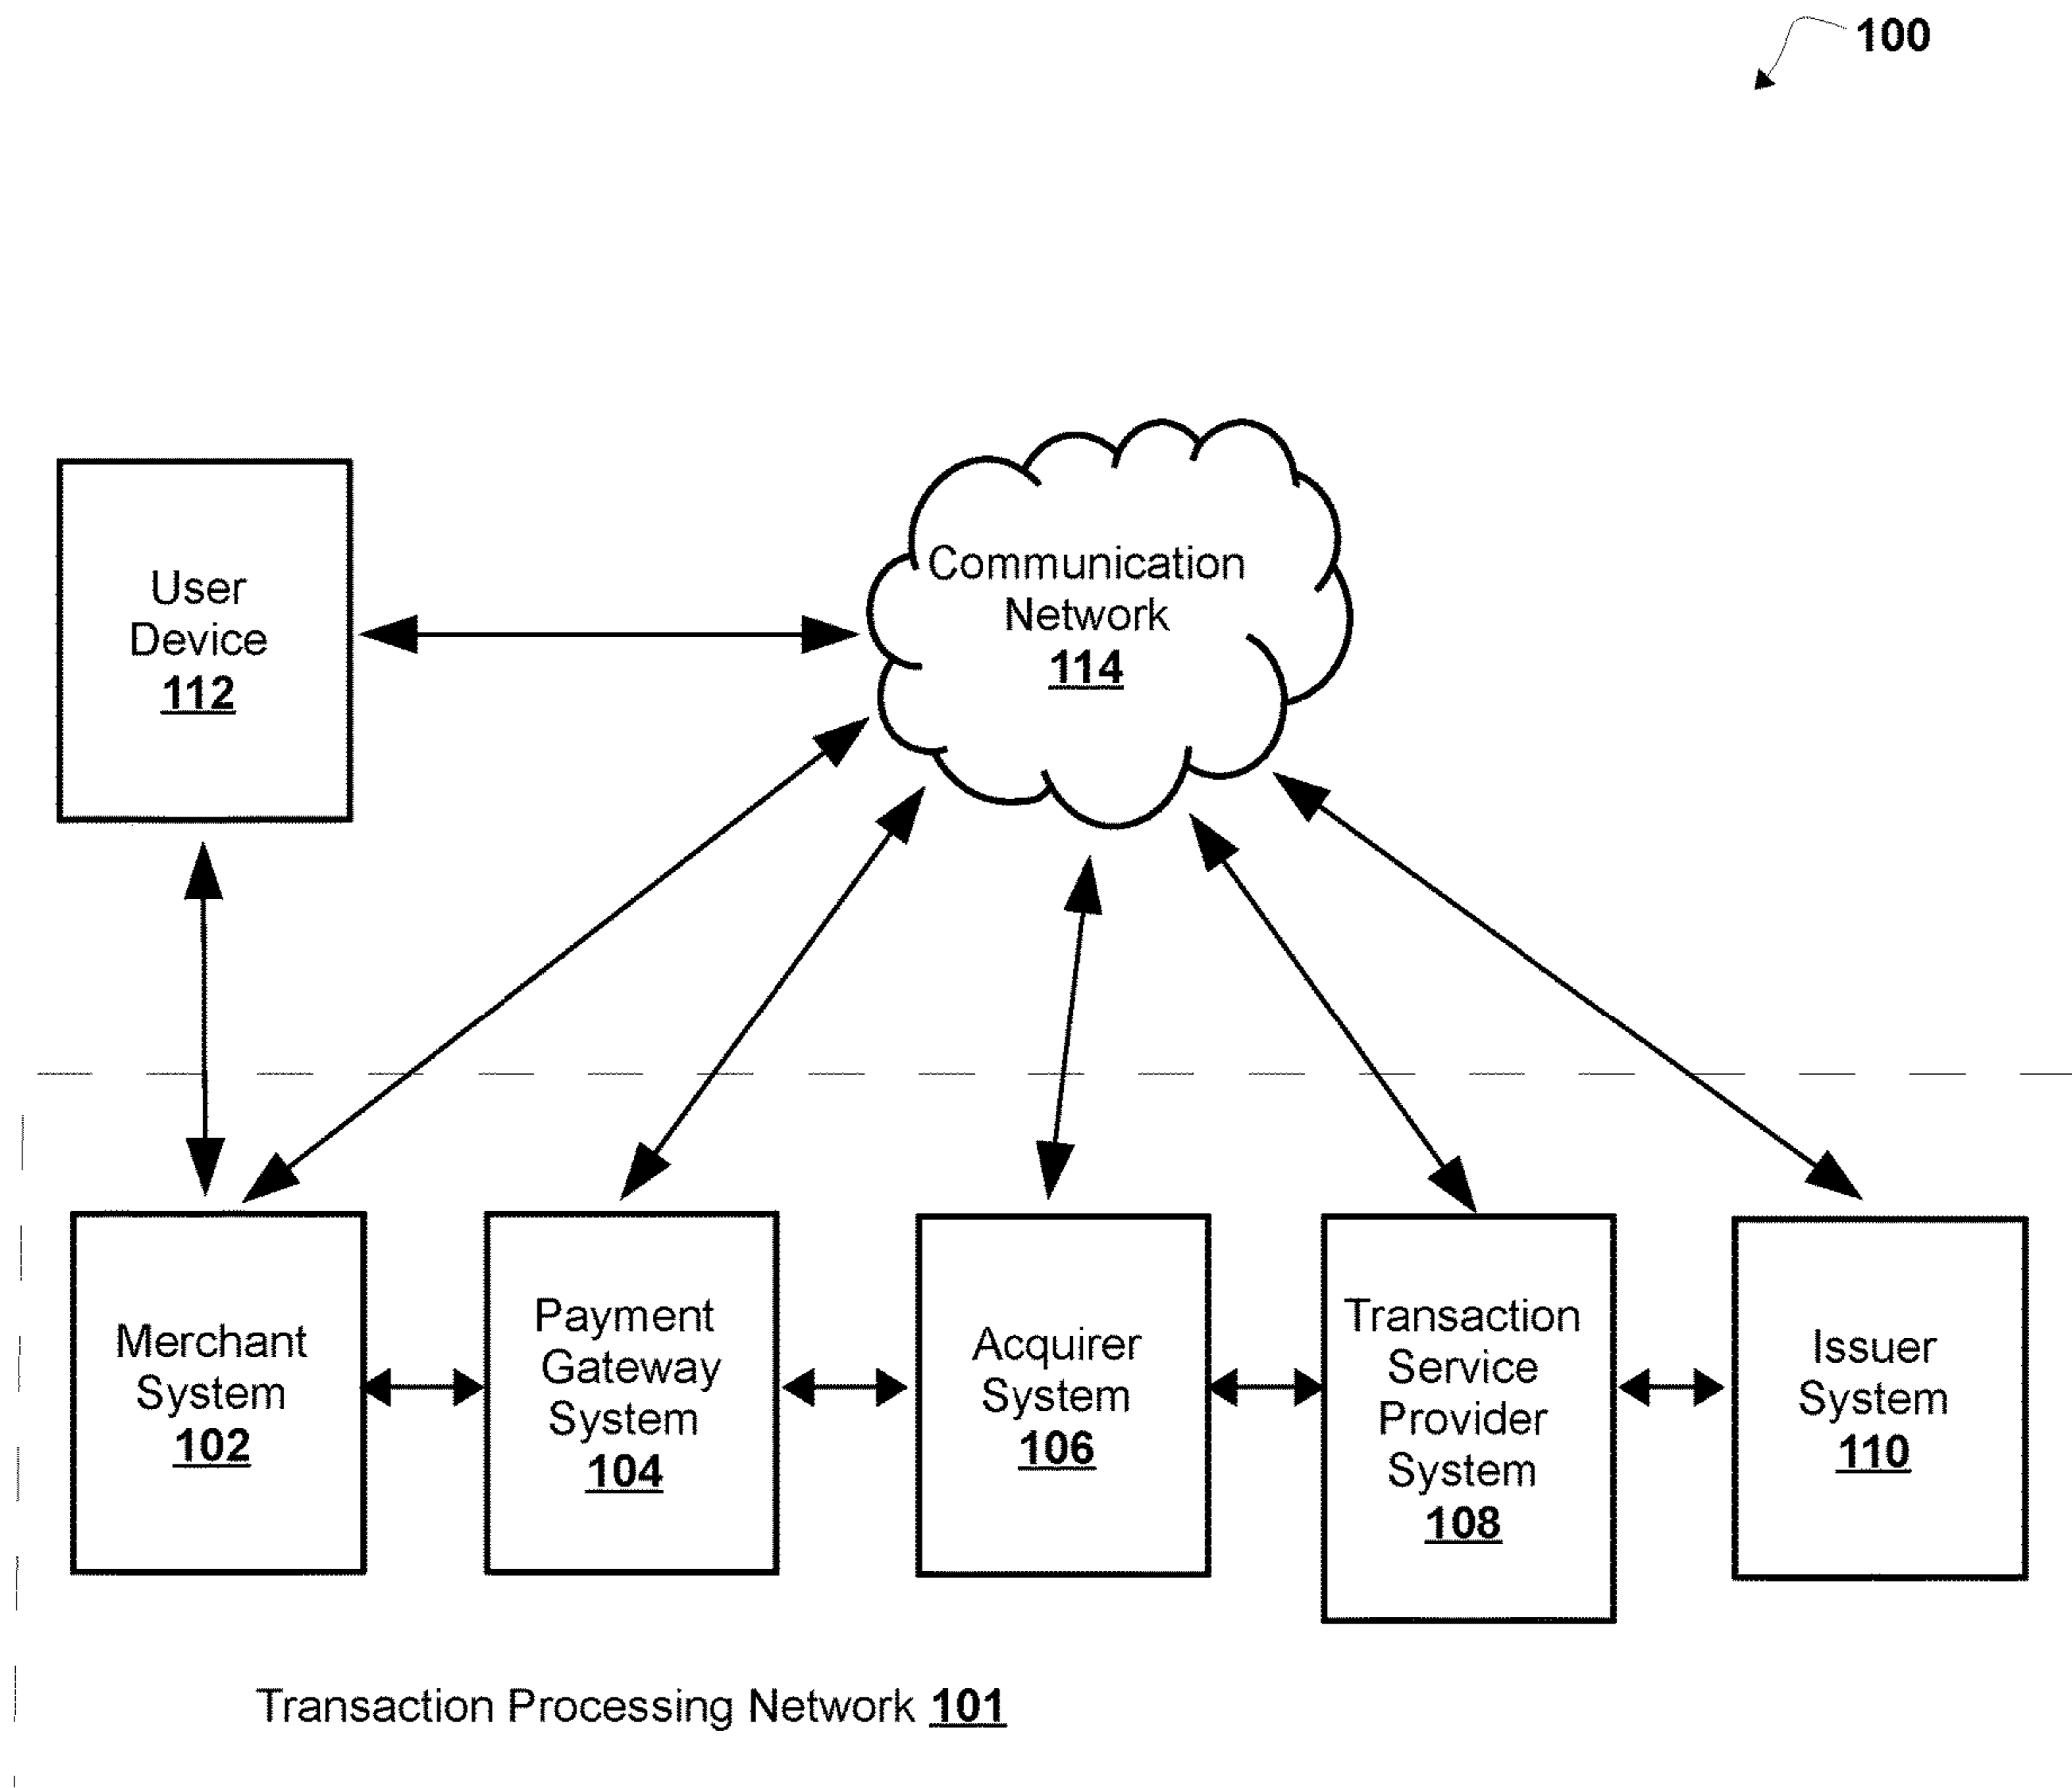 100
User
Device
112
Communication
Network
114
Merchant
System
102
Payment
Gateway
System
104
Acquirer
System
106
Transaction
Service
Provider
System
108
Issuer
System
110
Transaction Processing Network 101